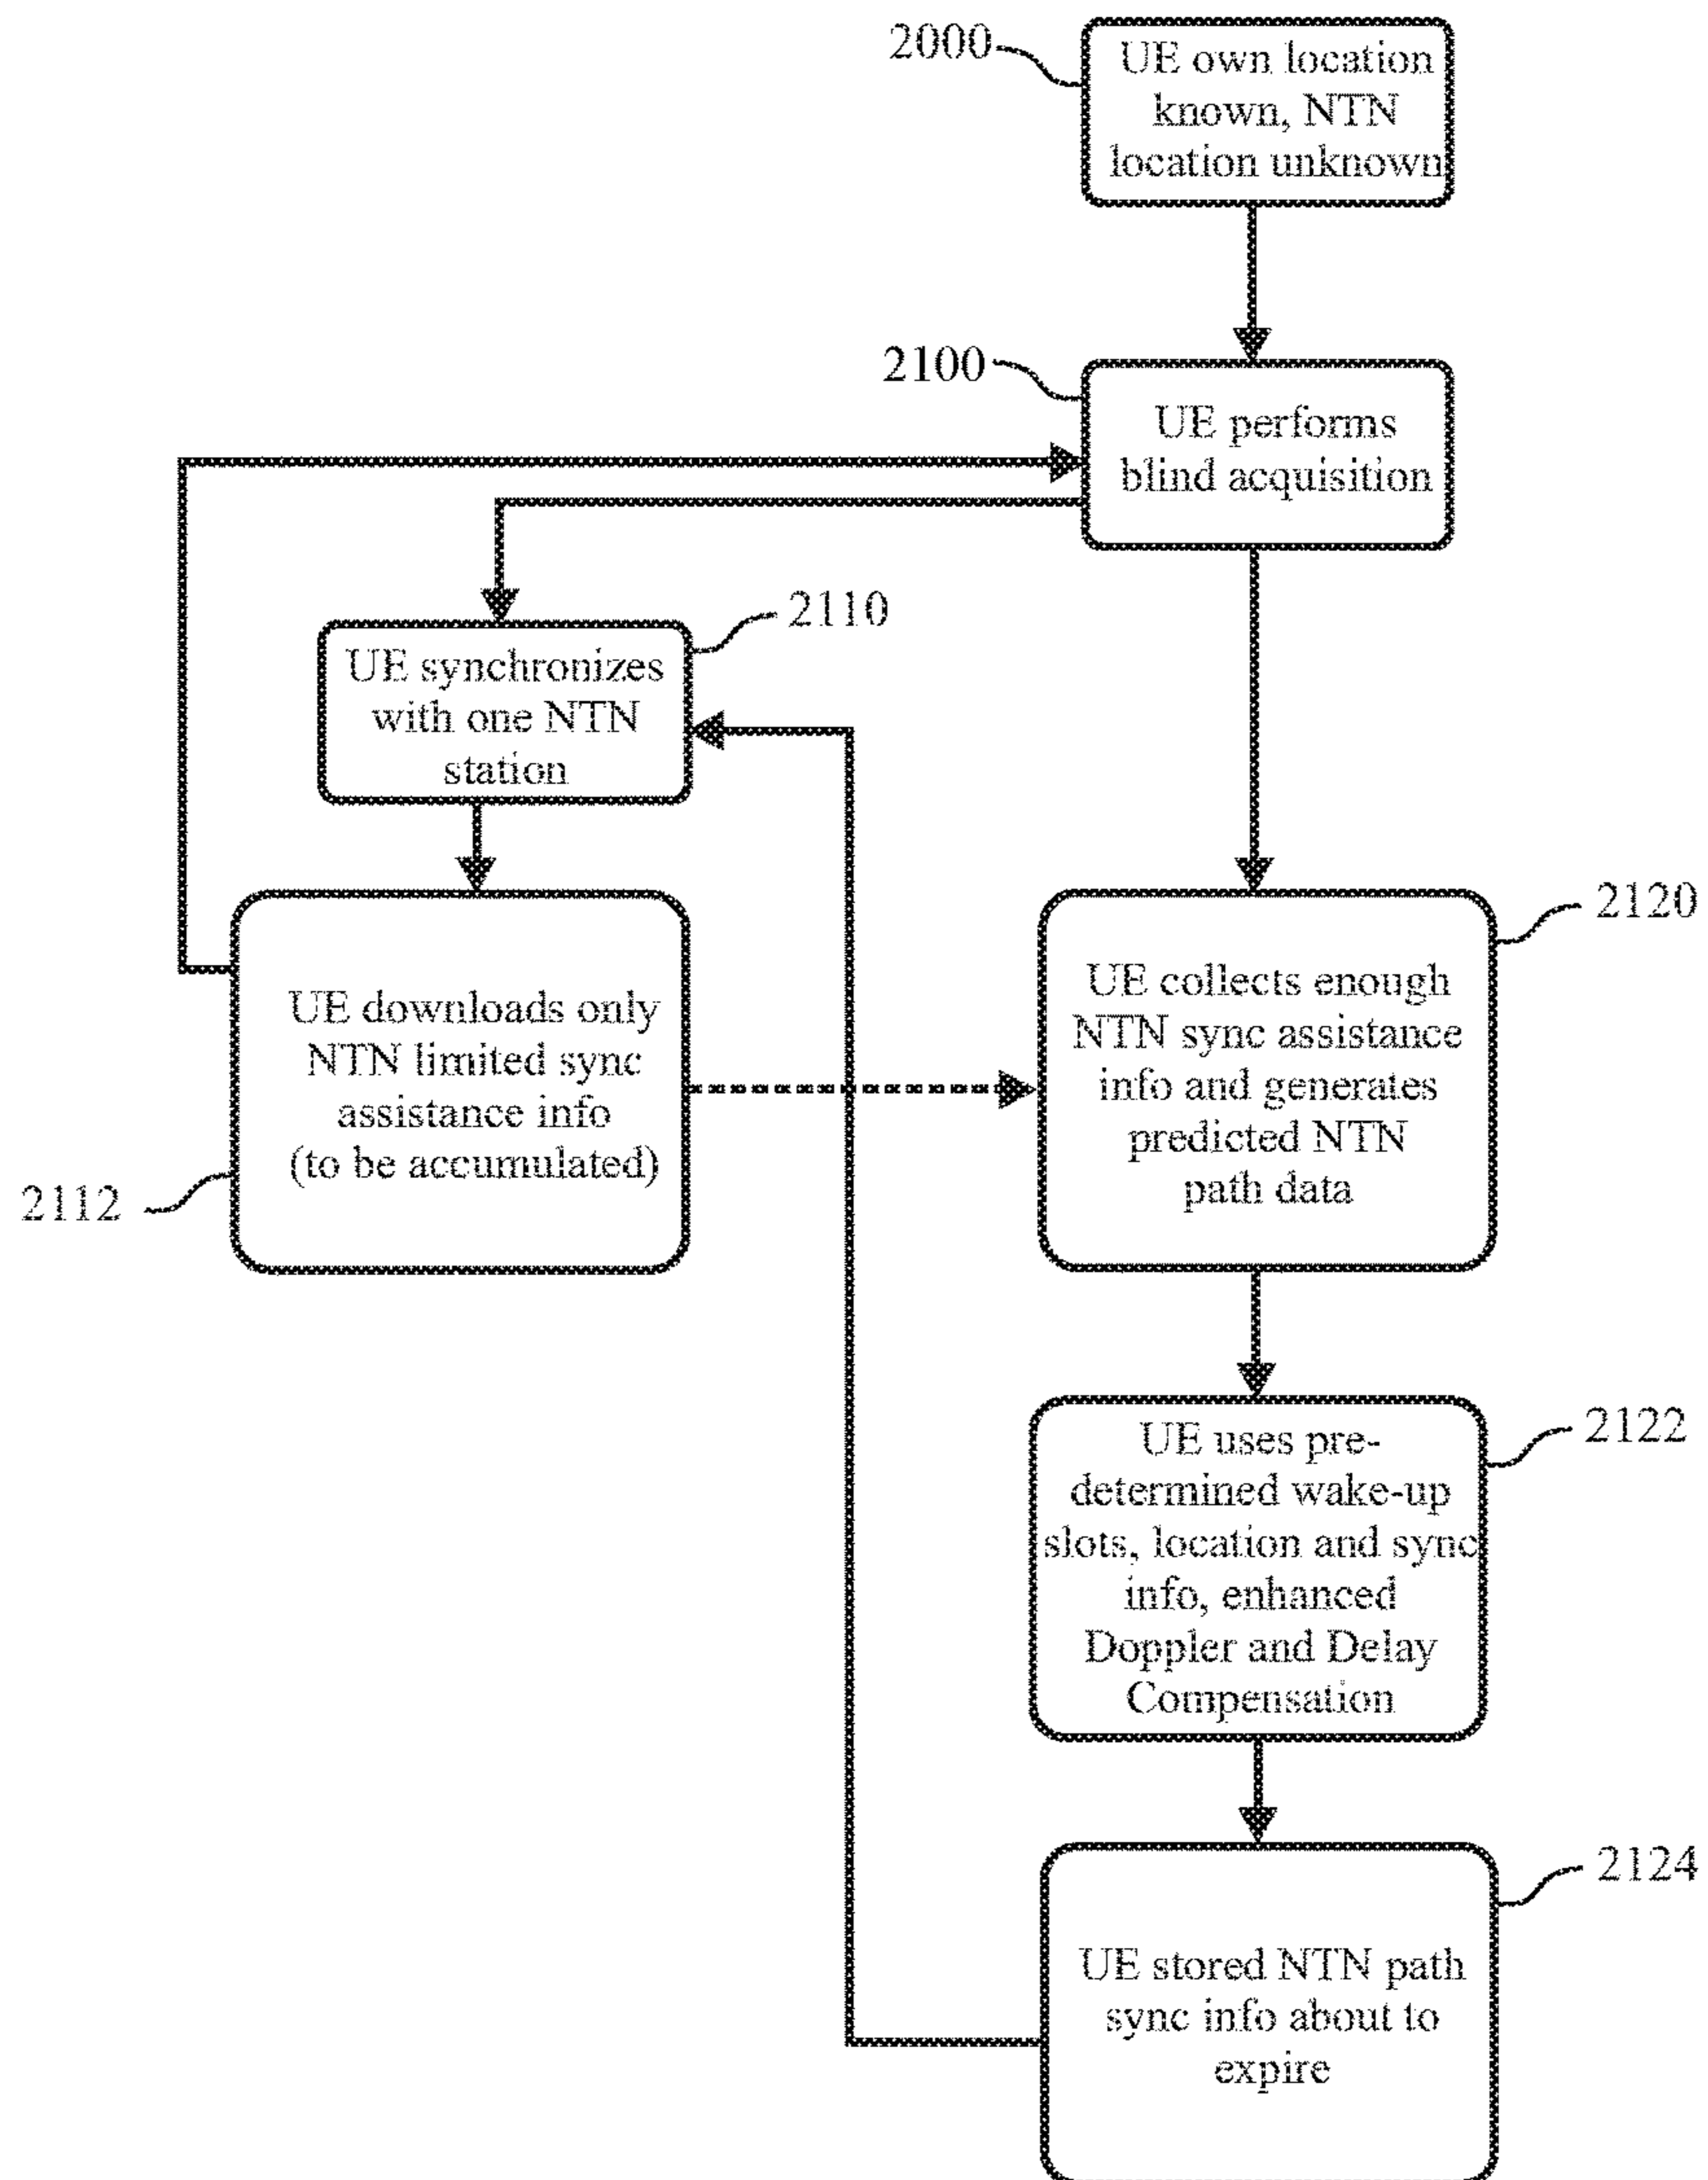 2000
UE own location
known, NTN
location unknown
2100
UE performs
blind acquisition
2110
UE synchronizes
with one NTN
station
2112
UE downloads only
NTN limited sync
assistance info
(to be accumulated)
2120
UE collects enough
NTN sync assistance
info and generates
predicted NTN
path data
2122
UE uses pre-
determined wake-up
slots, location and sync
info, enhanced
Doppler and Delay
Compensation
2124
UE stored NTN path
sync info about to
expire